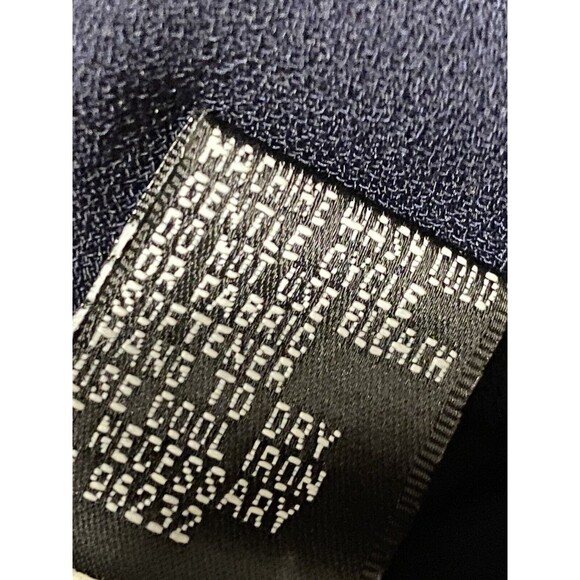 MACHINE WASH COLD
GENTLE CYCLE
DO NOT USE BLEACH
OR FABRIC
SOFTENER
HANG TO DRY
USE COOL IRON
NECESSARY
98232